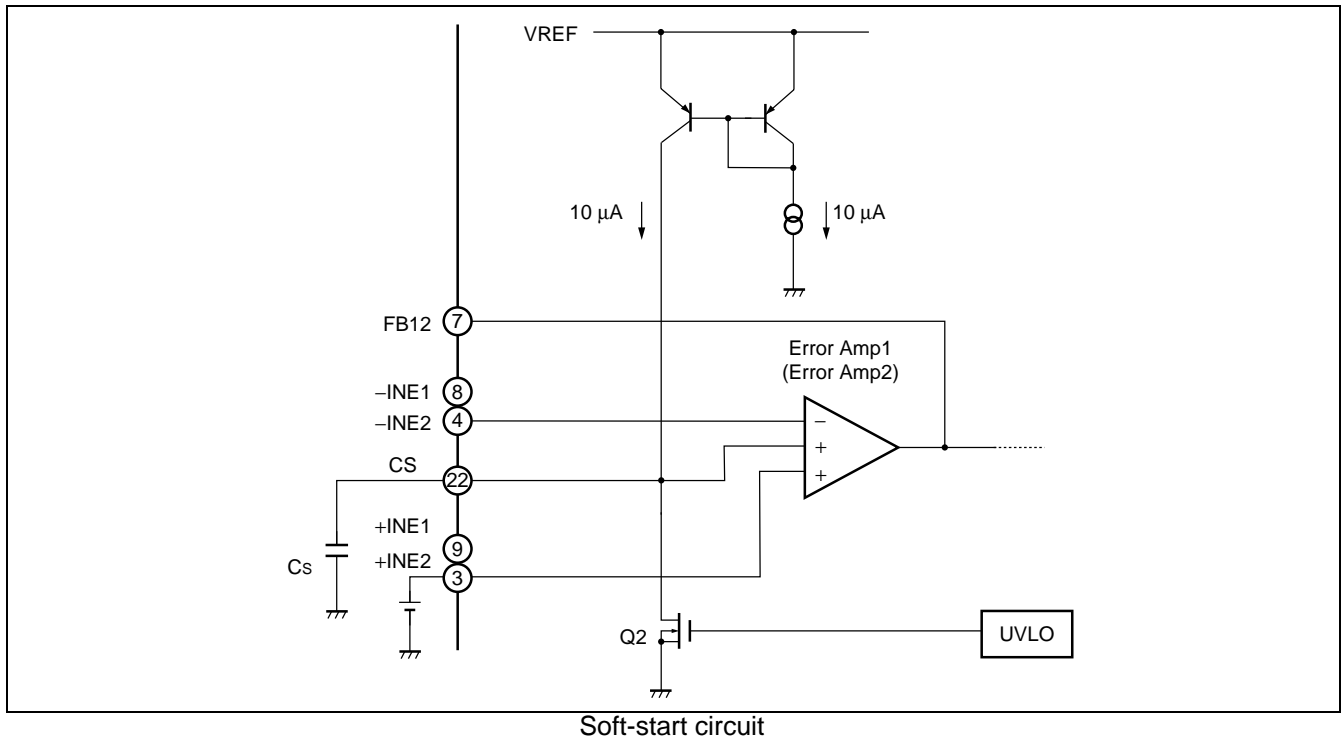 VREF
10 μA
10 μA
FB12
7
Error Amp1
(Error Amp2)
−INE1
8
−INE2
4
−
CS
+
22
+
+INE1
9
Cs
+INE2
3
Q2
UVLO
Soft-start circuit